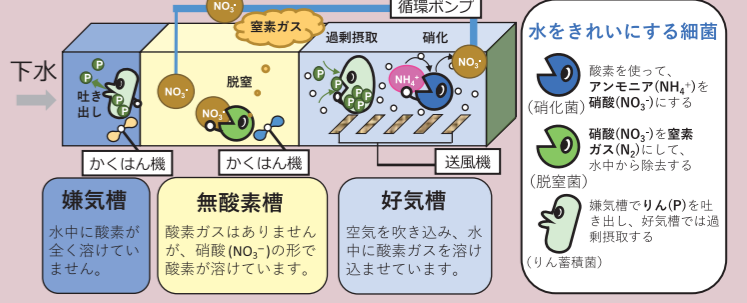 循環ポンプ
NO₃⁻
窒素ガス
過剰摂取
硝化
水をきれいにする細菌
下水
P
P
P
吐き
出し
P
P
P
NO₃⁻
脱窒
NO₃⁻
P
P
P
P
P
P
P
NH₄⁺
NO₃⁻
かくはん機
かくはん機
送風機
嫌気槽
水中に酸素が
全く溶けてい
ません。
無酸素槽
酸素ガスはありません
が、硝酸(NO₃⁻)の形で
酸素が溶けています。
好気槽
空気を吹き込み、水
中に酸素ガスを溶け
込ませています。
酸素を使って、
アンモニア(NH₄⁺)を
硝酸(NO₃⁻)にする
(硝化菌)
硝酸(NO₃⁻)を窒素
ガス(N₂)にして、
水中から除去する
(脱窒菌)
嫌気槽でりん(P)を吐
き出し、好気槽では過
剰摂取する
(りん蓄積菌)